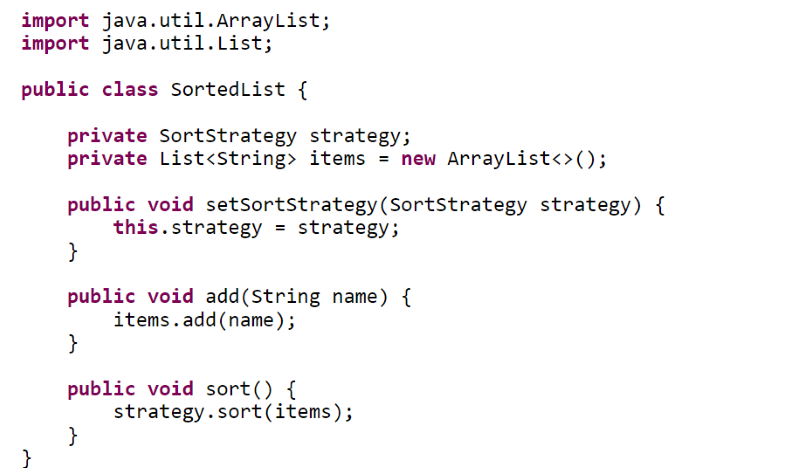 import java.util.ArrayList;
import java.util.List;

public class SortedList {

    private SortStrategy strategy;
    private List<String> items = new ArrayList<>();

    public void setSortStrategy(SortStrategy strategy) {
        this.strategy = strategy;
    }

    public void add(String name) {
        items.add(name);
    }

    public void sort() {
        strategy.sort(items);
    }
}